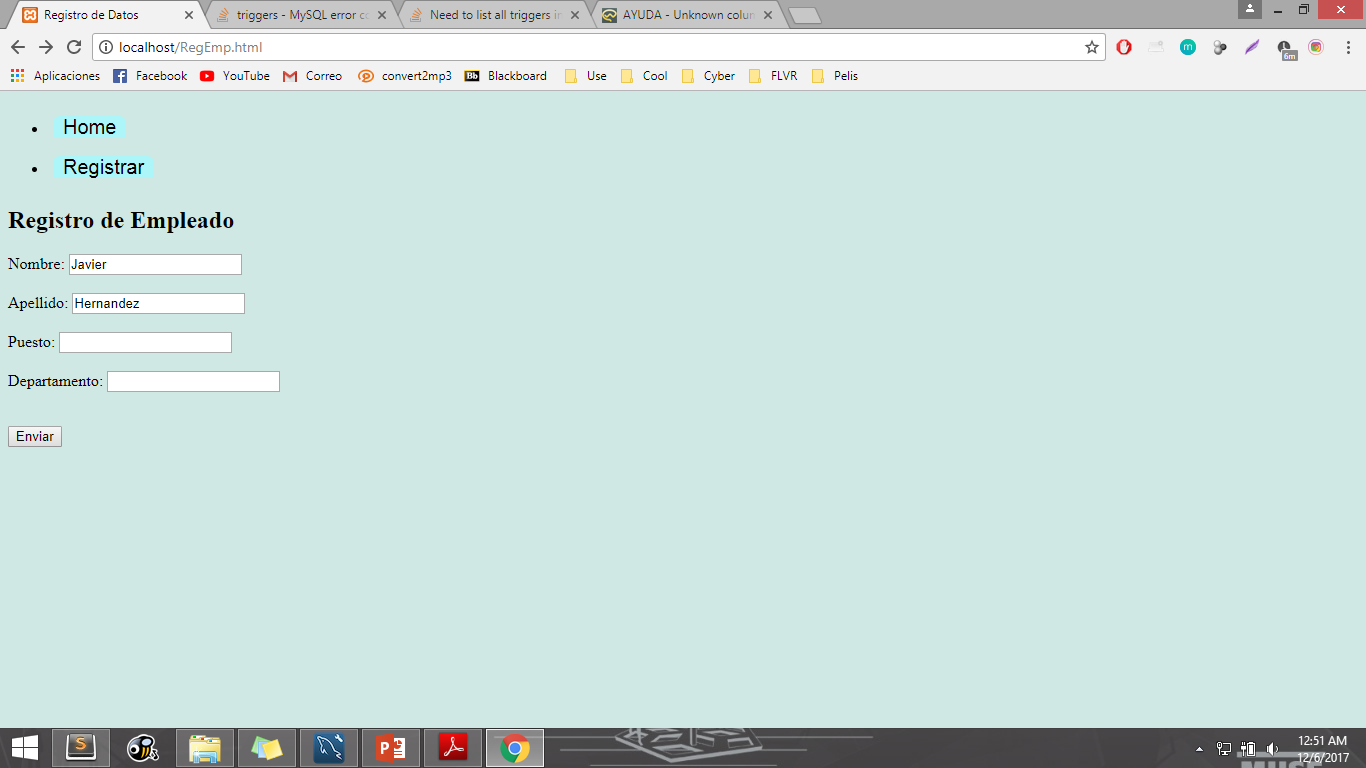 Registro de Datos
triggers - MySQL error co
Need to list all triggers in
AYUDA - Unknown colum
localhost/RegEmp.html
m
6m
Aplicaciones Facebook YouTube Correo convert2mp3 Bb Blackboard Use Cool Cyber FLVR Pelis
Home
Registrar
Registro de Empleado
Nombre: Javier
Apellido: Hernandez
Puesto:
Departamento:
Enviar
12:51 AM
12/6/2017